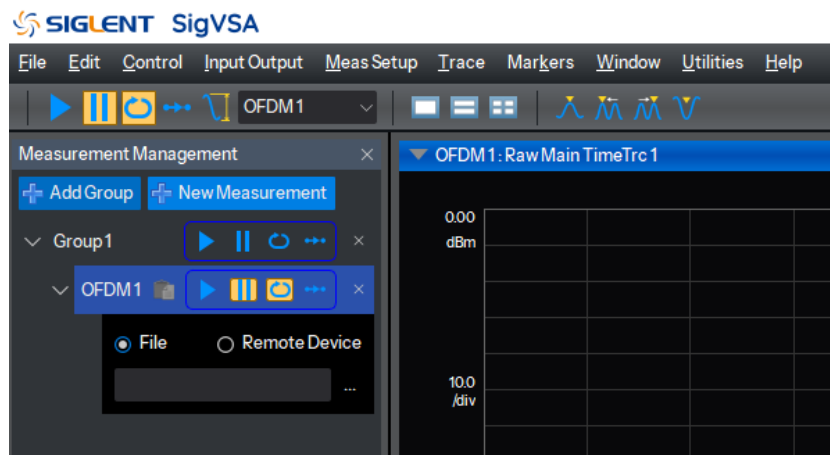 SIGLENT SigVSA
File Edit Control Input Output Meas Setup Trace Markers Window Utilities Help
OFDM1
Measurement Management
OFDM1: Raw Main TimeTrc1
Add Group New Measurement
Group1
OFDM1
File Remote Device
...
0.00
dBm
10.0
/div